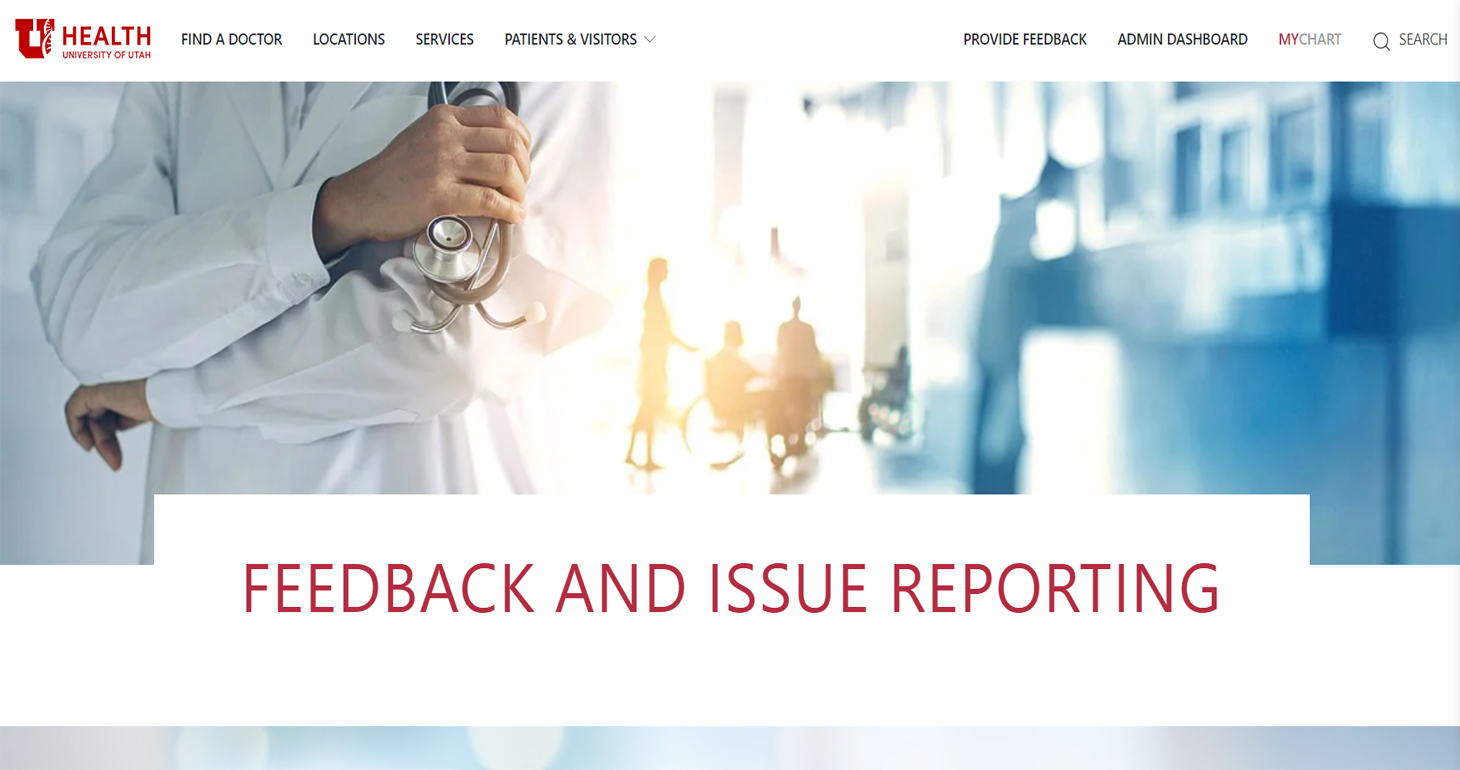 HEALTH
UNIVERSITY OF UTAH
FIND A DOCTOR
LOCATIONS
SERVICES
PATIENTS & VISITORS
PROVIDE FEEDBACK
ADMIN DASHBOARD
MYCHART
SEARCH
FEEDBACK AND ISSUE REPORTING